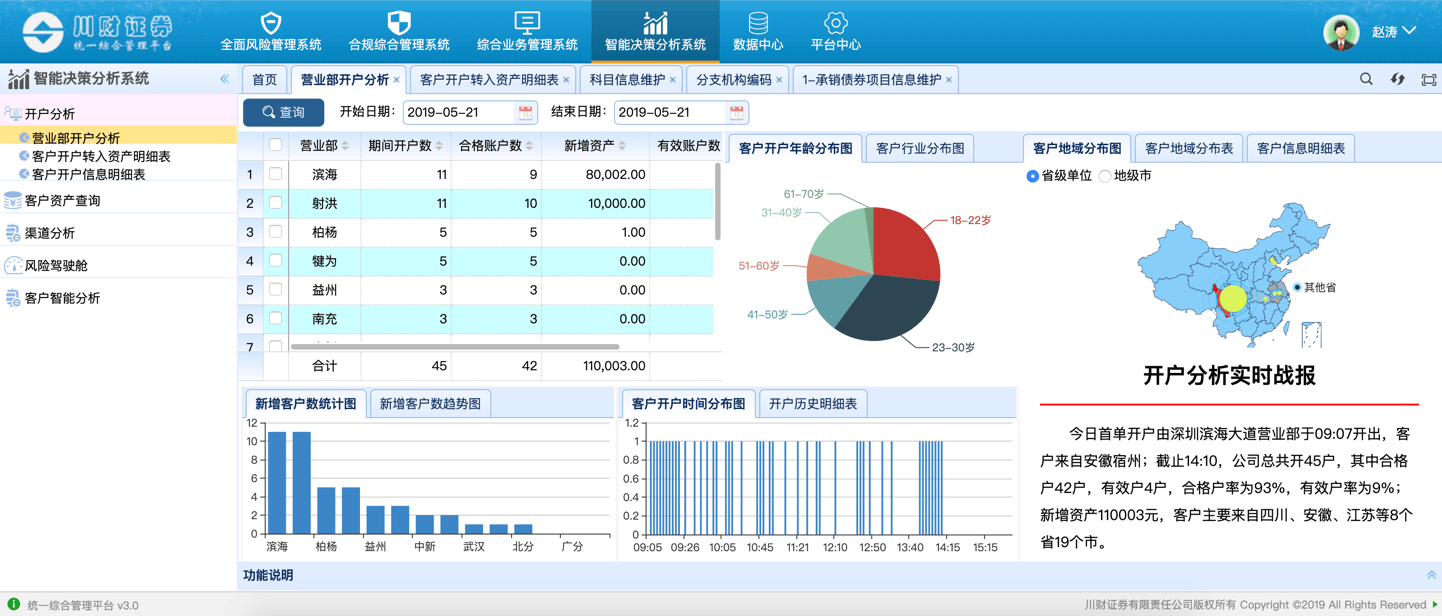 川财证券
统一综合管理平台
全面风险管理系统 合规综合管理系统 综合业务管理系统 智能决策分析系统 数据中心 平台中心
赵涛
智能决策分析系统
首页 营业部开户分析 × 客户开户转入资产明细表 × 科目信息维护 × 分支机构编码 × 1-承销债券项目信息维护 ×
开户分析
营业部开户分析
客户开户转入资产明细表
客户开户信息明细表
客户资产查询
渠道分析
风险驾驶舱
客户智能分析
查询 开始日期: 2019-05-21 结束日期: 2019-05-21
营业部 期间开户数 合格账户数 新增资产 有效账户数
1 滨海 11 9 80,002.00
2 射洪 11 10 10,000.00
3 柏杨 5 5 1.00
4 犍为 5 5 0.00
5 益州 3 3 0.00
6 南充 3 3 0.00
7
合计 45 42 110,003.00
客户开户年龄分布图 客户行业分布图
61-70岁
31-40岁
18-22岁
51-60岁
41-50岁
23-30岁
客户地域分布图 客户地域分布表 客户信息明细表
省级单位 地级市
其他省
开户分析实时战报
今日首单开户由深圳滨海大道营业部于09:07开出，客
户来自安徽宿州；截止14:10，公司总共开45户，其中合格
户42户，有效户4户，合格户率为93%，有效户率为9%；
新增资产110003元，客户主要来自四川、安徽、江苏等8个
省19个市。
新增客户数统计图 新增客户数趋势图
12
10
8
6
4
2
0
滨海 柏杨 益州 中新 武汉 北分 广分
客户开户时间分布图 开户历史明细表
1.2
1
0.8
0.6
0.4
0.2
0
09:05 09:26 10:05 10:45 11:21 12:10 12:50 13:40 14:15 15:15
功能说明
统一综合管理平台 v3.0
川财证券有限责任公司版权所有 Copyright ©2019 All Rights Reserved